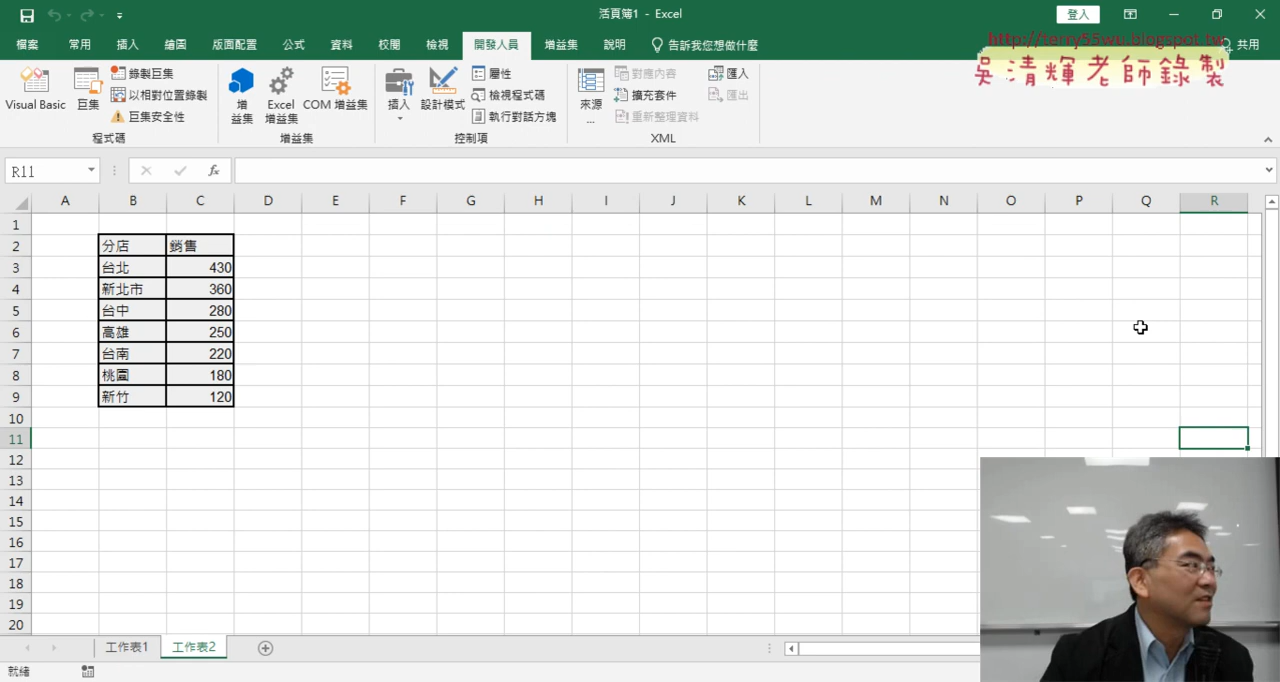 活頁簿1 - Excel
登入
檔案 常用 插入 繪圖 版面配置 公式 資料 校閱 檢視 開發人員 增益集 說明 告訴我您想做什麼 共用
http://terry55wu.blogspot.tw
吳清輝老師錄製
Visual Basic
巨集
錄製巨集
以相對位置錄製
巨集安全性
程式碼
增益集
Excel 增益集
COM 增益集
增益集
插入
設計模式
屬性
檢視程式碼
執行對話方塊
控制項
來源...
對應內容
擴充套件
重新整理資料
匯入
匯出
XML
R11
fx
A B C D E F G H I J K L M N O P Q R
1
2 分店 銷售
3 台北 430
4 新北市 360
5 台中 280
6 高雄 250
7 台南 220
8 桃園 180
9 新竹 120
10
11
12
13
14
15
16
17
18
19
20
工作表1 工作表2
就緒